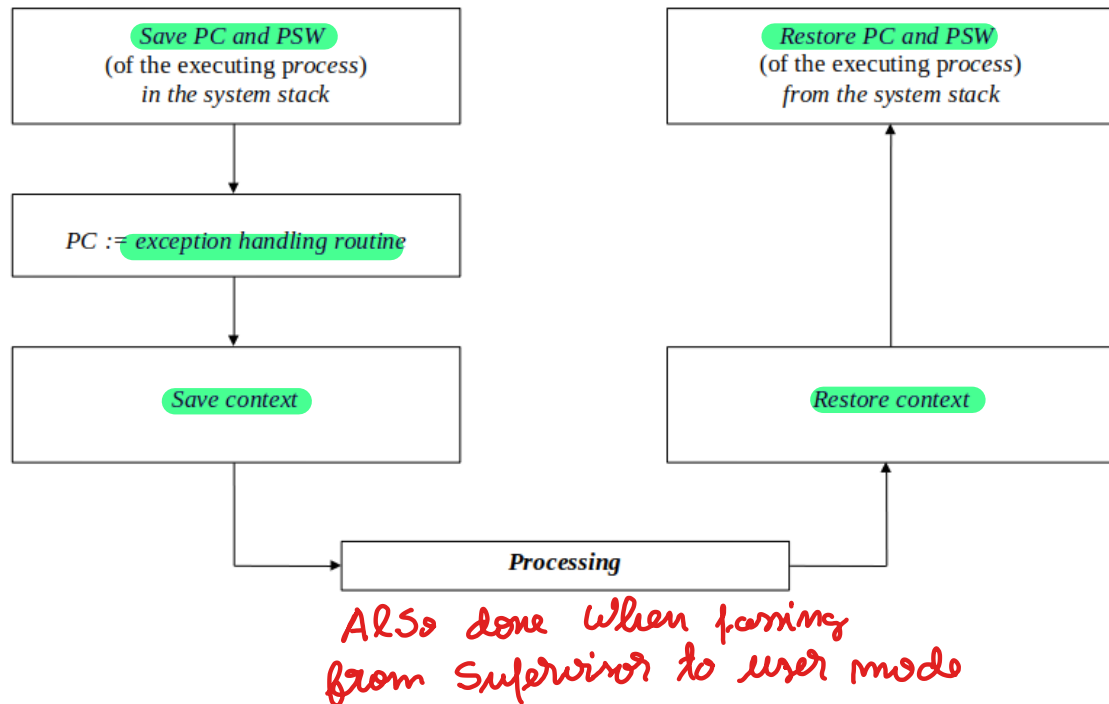 Save PC and PSW
(of the executing process)
in the system stack
PC := exception handling routine
Save context
Processing
Restore context
Restore PC and PSW
(of the executing process)
from the system stack
Also done when passing
from Supervisor to user mode